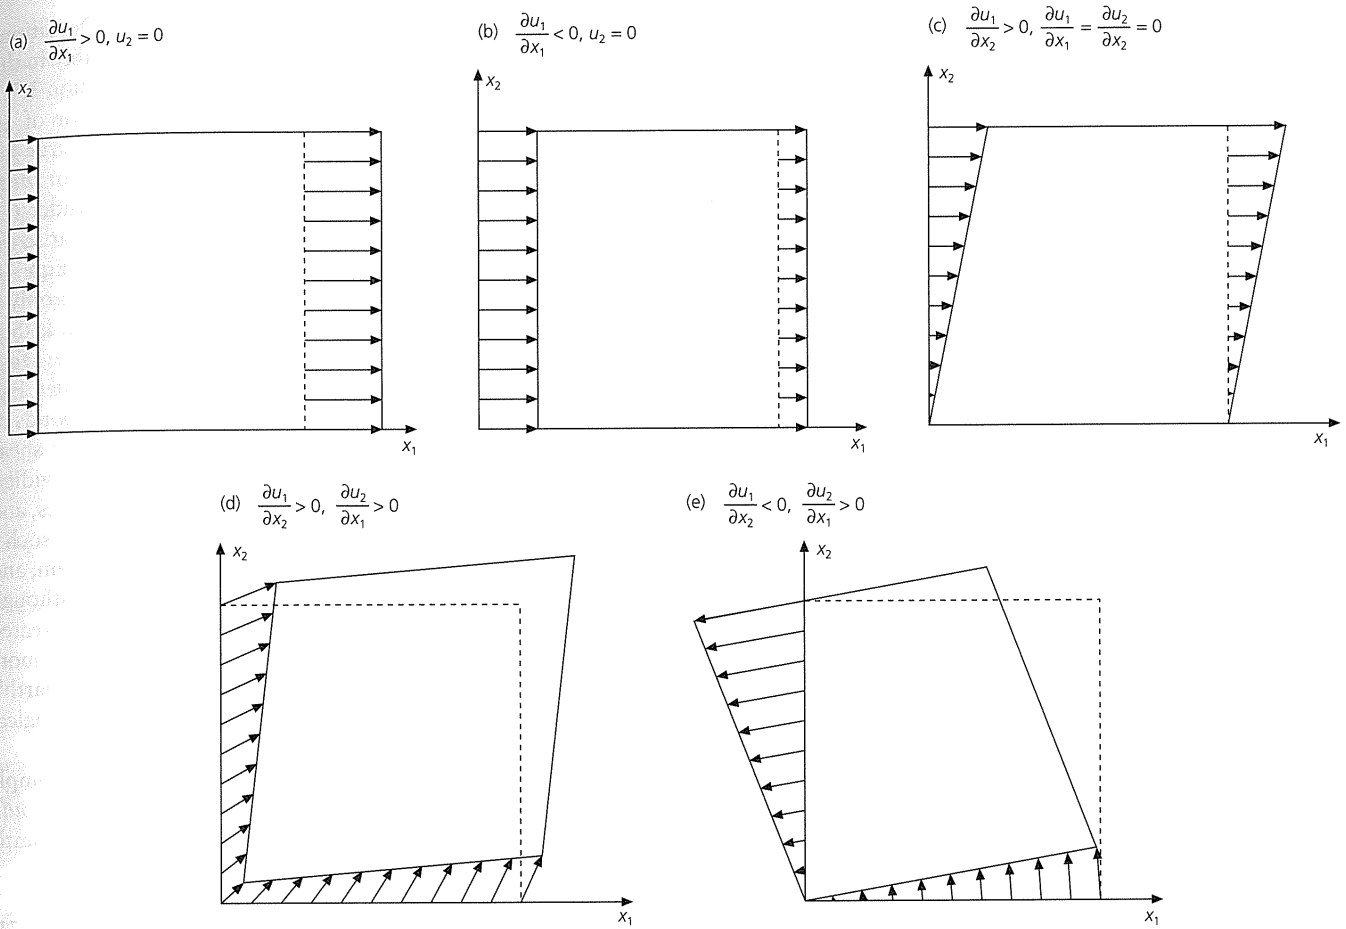 (a) ∂u₁/∂x₁ > 0, u₂ = 0
(b) ∂u₁/∂x₁ < 0, u₂ = 0
(c) ∂u₁/∂x₂ > 0, ∂u₁/∂x₁ = ∂u₂/∂x₂ = 0
x₂
x₁
x₂
x₁
x₂
x₁
(d) ∂u₁/∂x₂ > 0, ∂u₂/∂x₁ > 0
(e) ∂u₁/∂x₂ < 0, ∂u₂/∂x₁ > 0
x₂
x₁
x₂
x₁